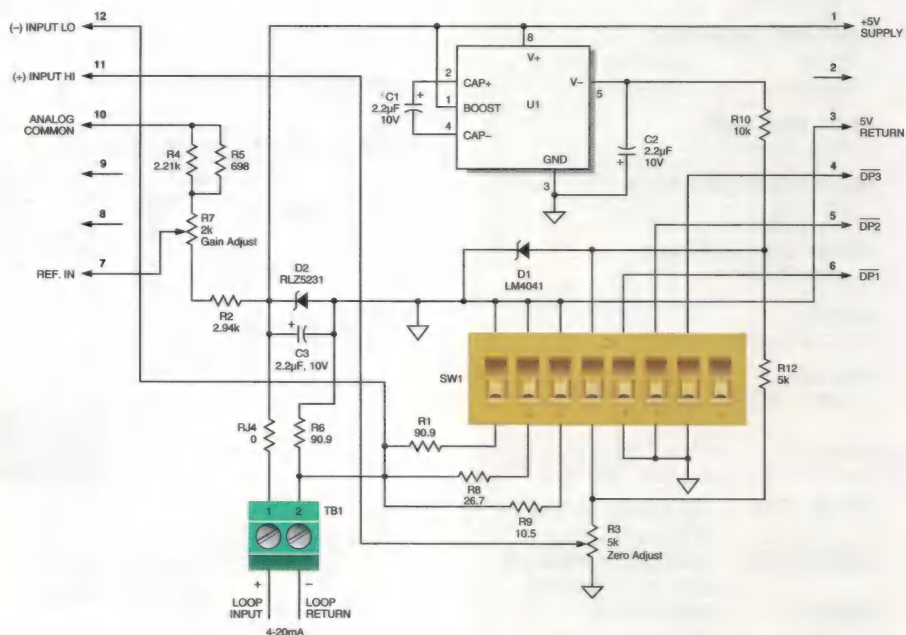 12
(–) INPUT LO
11
(+) INPUT HI
ANALOG
COMMON
10
9
8
7
REF. IN
R4
2.21k
R5
698
R7
2k
Gain Adjust
R2
2.94k
D2
RLZ5231
C3
2.2µF, 10V
C1
2.2µF
10V
2
1
4
CAP+
BOOST
CAP–
8
V+
V–
5
U1
GND
3
C2
2.2µF
10V
R10
10k
1
+5V
SUPPLY
2
3
5V
RETURN
4
DP3
5
DP2
6
DP1
D1
LM4041
SW1
R12
5k
RJ4
0
R6
90.9
R1
90.9
R8
26.7
R9
10.5
R3
5k
Zero Adjust
1
2
TB1
+
–
LOOP
INPUT
LOOP
RETURN
4-20mA